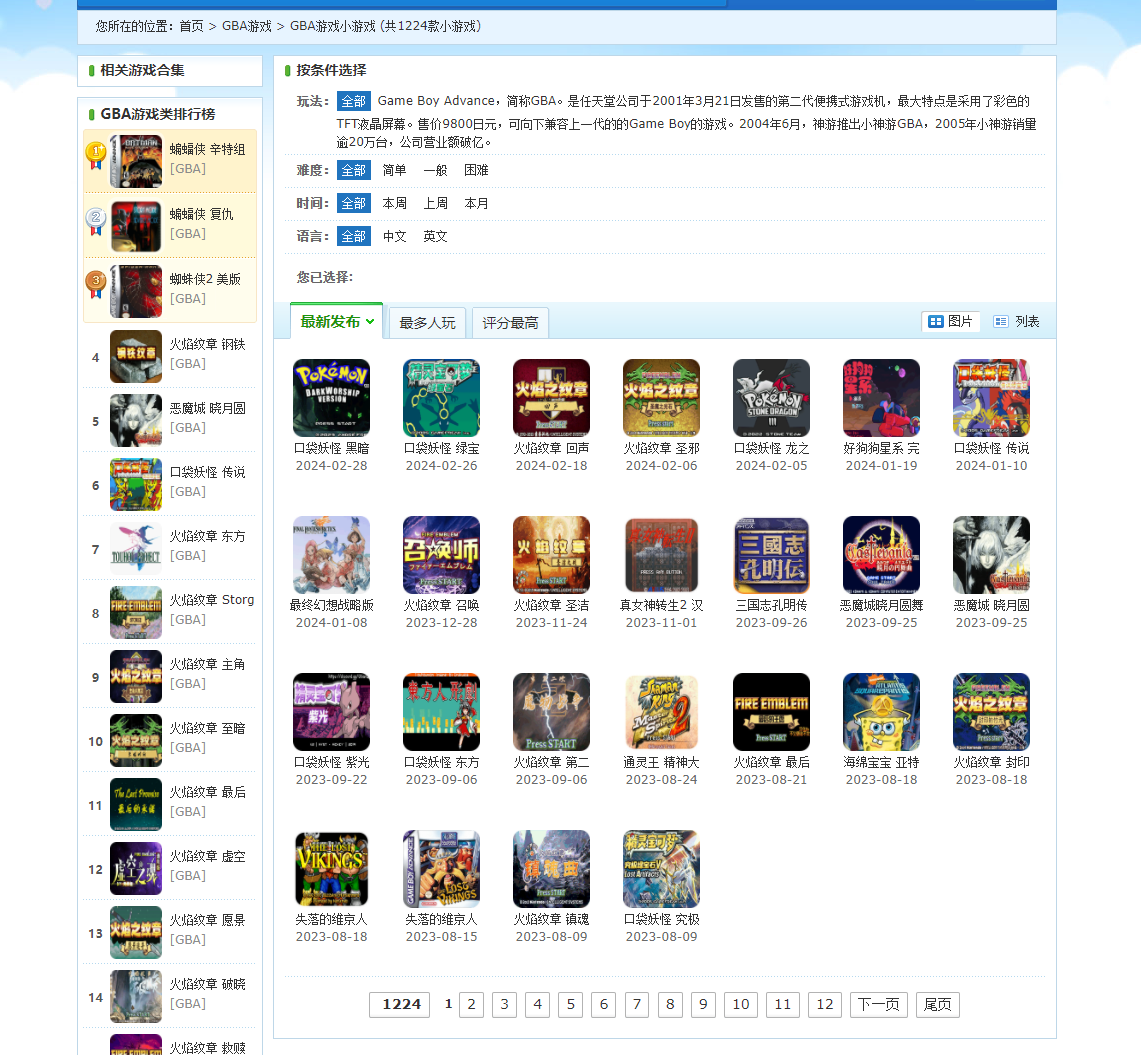 您所在的位置：首页 > GBA游戏 > GBA游戏小游戏 (共1224款小游戏)
相关游戏合集
GBA游戏类排行榜
1
蝙蝠侠 辛特组
[GBA]
2
蝙蝠侠 复仇
[GBA]
3
蜘蛛侠2 美版
[GBA]
4
火焰纹章 钢铁
[GBA]
5
恶魔城 晓月圆
[GBA]
6
口袋妖怪 传说
[GBA]
7
火焰纹章 东方
[GBA]
8
火焰纹章 Storg
[GBA]
9
火焰纹章 主角
[GBA]
10
火焰纹章 至暗
[GBA]
11
火焰纹章 最后
[GBA]
12
火焰纹章 虚空
[GBA]
13
火焰纹章 愿景
[GBA]
14
火焰纹章 破晓
[GBA]
火焰纹章 救赎
按条件选择
玩法： 全部 Game Boy Advance，简称GBA。是任天堂公司于2001年3月21日发售的第二代便携式游戏机，最大特点是采用了彩色的
TFT液晶屏幕。售价9800日元，可向下兼容上一代的的Game Boy的游戏。2004年6月，神游推出小神游GBA，2005年小神游销量
逾20万台，公司营业额破亿。
难度： 全部 简单 一般 困难
时间： 全部 本周 上周 本月
语言： 全部 中文 英文
您已选择:
最新发布 最多人玩 评分最高 图片 列表
口袋妖怪 黑暗 口袋妖怪 绿宝 火焰纹章 回声 火焰纹章 圣邪 口袋妖怪 龙之 好狗狗星系 完 口袋妖怪 传说
2024-02-28 2024-02-26 2024-02-18 2024-02-06 2024-02-05 2024-01-19 2024-01-10
最终幻想战略版 火焰纹章 召唤 火焰纹章 圣洁 真女神转生2 汉 三国志孔明传 恶魔城晓月圆舞 恶魔城 晓月圆
2024-01-08 2023-12-28 2023-11-24 2023-11-01 2023-09-26 2023-09-25 2023-09-25
口袋妖怪 紫光 口袋妖怪 东方 火焰纹章 第二 通灵王 精神大 火焰纹章 最后 海绵宝宝 亚特 火焰纹章 封印
2023-09-22 2023-09-06 2023-09-06 2023-08-24 2023-08-21 2023-08-18 2023-08-18
失落的维京人 失落的维京人 火焰纹章 镇魂 口袋妖怪 究极
2023-08-18 2023-08-15 2023-08-09 2023-08-09
1224 1 2 3 4 5 6 7 8 9 10 11 12 下一页 尾页